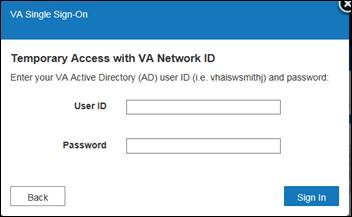 VA Single Sign-On
Temporary Access with VA Network ID
Enter your VA Active Directory (AD) user ID (i.e. vhaiswsmithj) and password:
User ID
Password
Back
Sign In